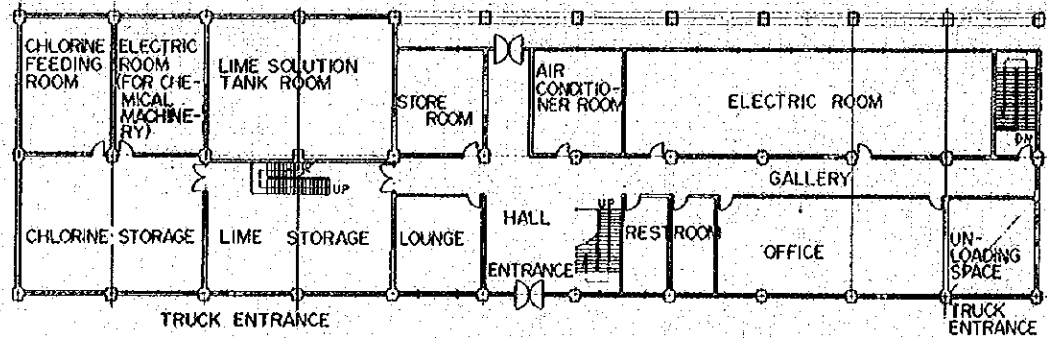 CHLORINE
FEEDING
ROOM
ELECTRIC
ROOM
(FOR CHE-
MICAL
MACHINE-
RY)
LIME SOLUTION
TANK ROOM
STORE
ROOM
AIR
CONDITIO-
NER ROOM
ELECTRIC ROOM
DN
UP
GALLERY
CHLORINE STORAGE
LIME STORAGE
LOUNGE
HALL
UP
ENTRANCE
REST ROOM
OFFICE
UN-
LOADING
SPACE
TRUCK ENTRANCE
TRUCK
ENTRANCE